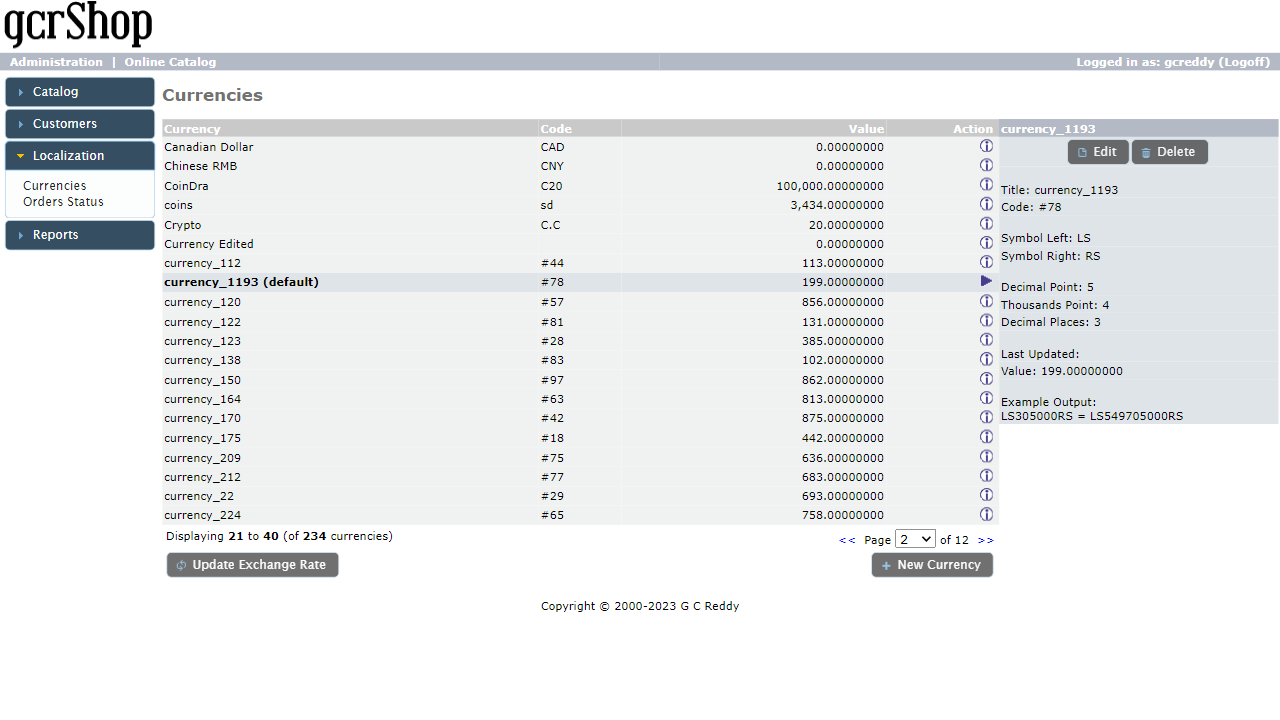 gcrShop
Administration | Online Catalog
Logged in as: gcreddy (Logoff)
Catalog
Customers
Localization
Currencies
Orders Status
Reports
Currencies
Currency Code Value Action
Canadian Dollar CAD 0.00000000
Chinese RMB CNY 0.00000000
CoinDra C20 100,000.00000000
coins sd 3,434.00000000
Crypto C.C 20.00000000
Currency Edited 0.00000000
currency_112 #44 113.00000000
currency_1193 (default) #78 199.00000000
currency_120 #57 856.00000000
currency_122 #81 131.00000000
currency_123 #28 385.00000000
currency_138 #83 102.00000000
currency_150 #97 862.00000000
currency_164 #63 813.00000000
currency_170 #42 875.00000000
currency_175 #18 442.00000000
currency_209 #75 636.00000000
currency_212 #77 683.00000000
currency_22 #29 693.00000000
currency_224 #65 758.00000000
Displaying 21 to 40 (of 234 currencies)
<< Page 2 of 12 >>
Update Exchange Rate
New Currency
currency_1193
Edit Delete
Title: currency_1193
Code: #78
Symbol Left: LS
Symbol Right: RS
Decimal Point: 5
Thousands Point: 4
Decimal Places: 3
Last Updated:
Value: 199.00000000
Example Output:
LS305000RS = LS549705000RS
Copyright © 2000-2023 G C Reddy